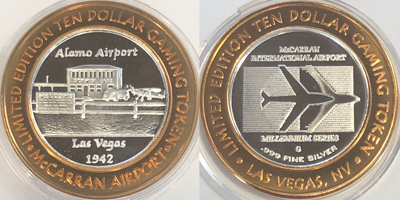 LIMITED EDITION TEN DOLLAR GAMING TOKEN
Alamo Airport
Las Vegas
1942
• McCARRAN AIRPORT •
LIMITED EDITION TEN DOLLAR GAMING TOKEN
McCARRAN
INTERNATIONAL AIRPORT
MILLENNIUM SERIES
G
.999 FINE SILVER
• LAS VEGAS, NV •